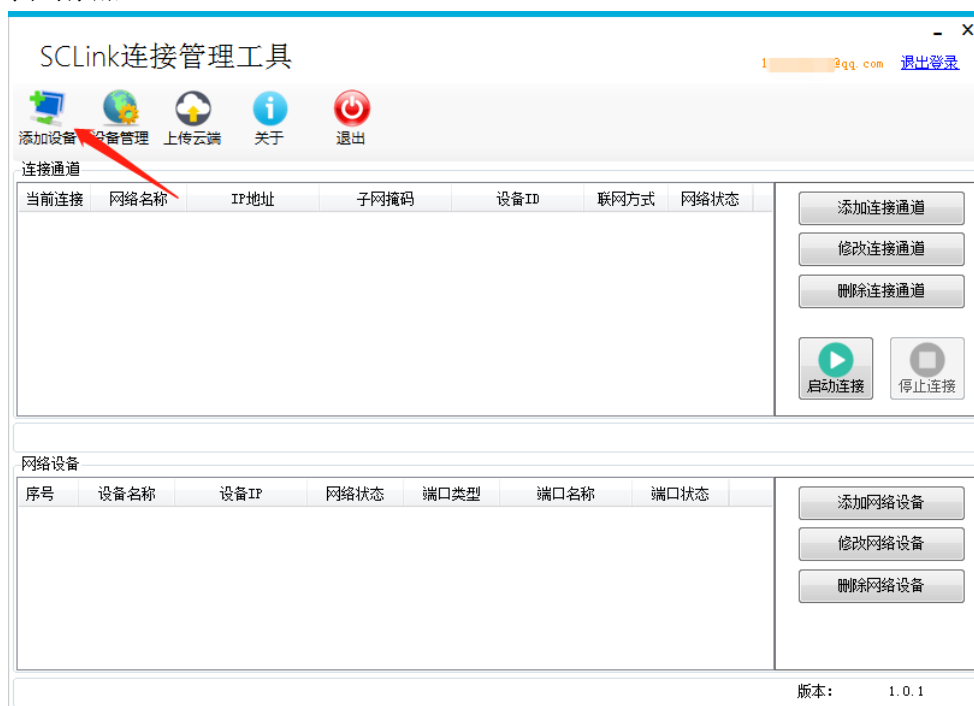 SCLink连接管理工具
1 @qq.com 退出登录
添加设备 设备管理 上传云端 关于 退出
连接通道
当前连接 网络名称 IP地址 子网掩码 设备ID 联网方式 网络状态
添加连接通道
修改连接通道
删除连接通道
启动连接 停止连接
网络设备
序号 设备名称 设备IP 网络状态 端口类型 端口名称 端口状态
添加网络设备
修改网络设备
删除网络设备
版本: 1.0.1